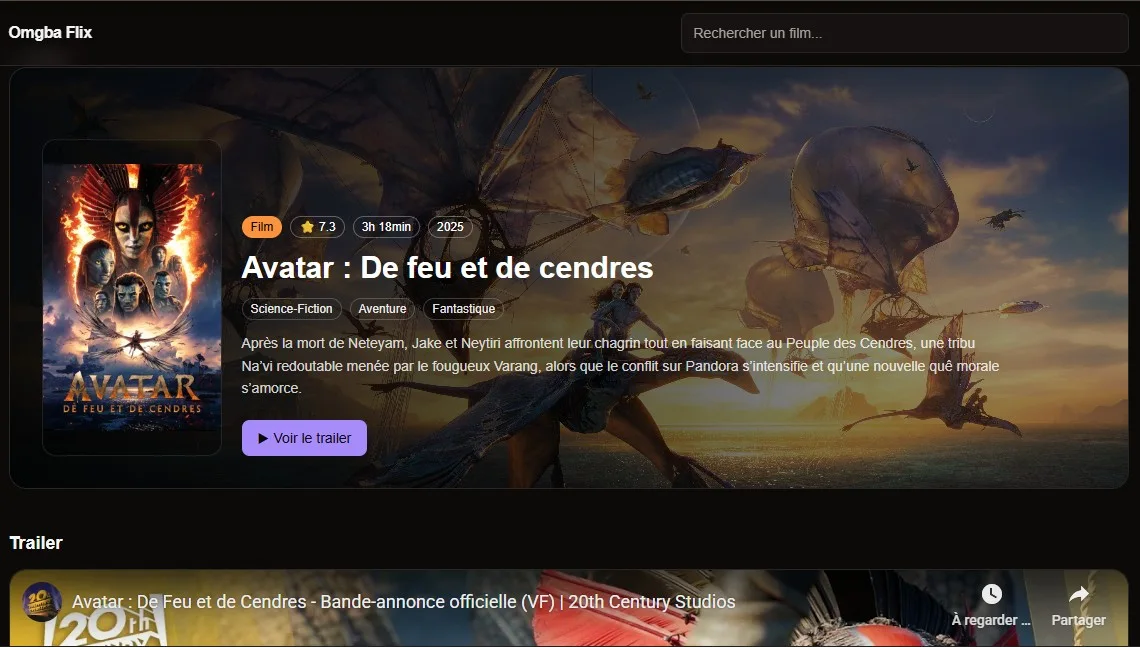 Omgba Flix
Rechercher un film...
Film
7.3
3h 18min
2025
Avatar : De feu et de cendres
Science-Fiction
Aventure
Fantastique
Après la mort de Neteyam, Jake et Neytiri affrontent leur chagrin tout en faisant face au Peuple des Cendres, une tribu
Na’vi redoutable menée par le fougueux Varang, alors que le conflit sur Pandora s’intensifie et qu’une nouvelle quê morale
s’amorce.
▶ Voir le trailer
AVATAR
DE FEU ET DE CENDRES
Trailer
Avatar : De Feu et de Cendres - Bande-annonce officielle (VF) | 20th Century Studios
À regarder ...
Partager
20th